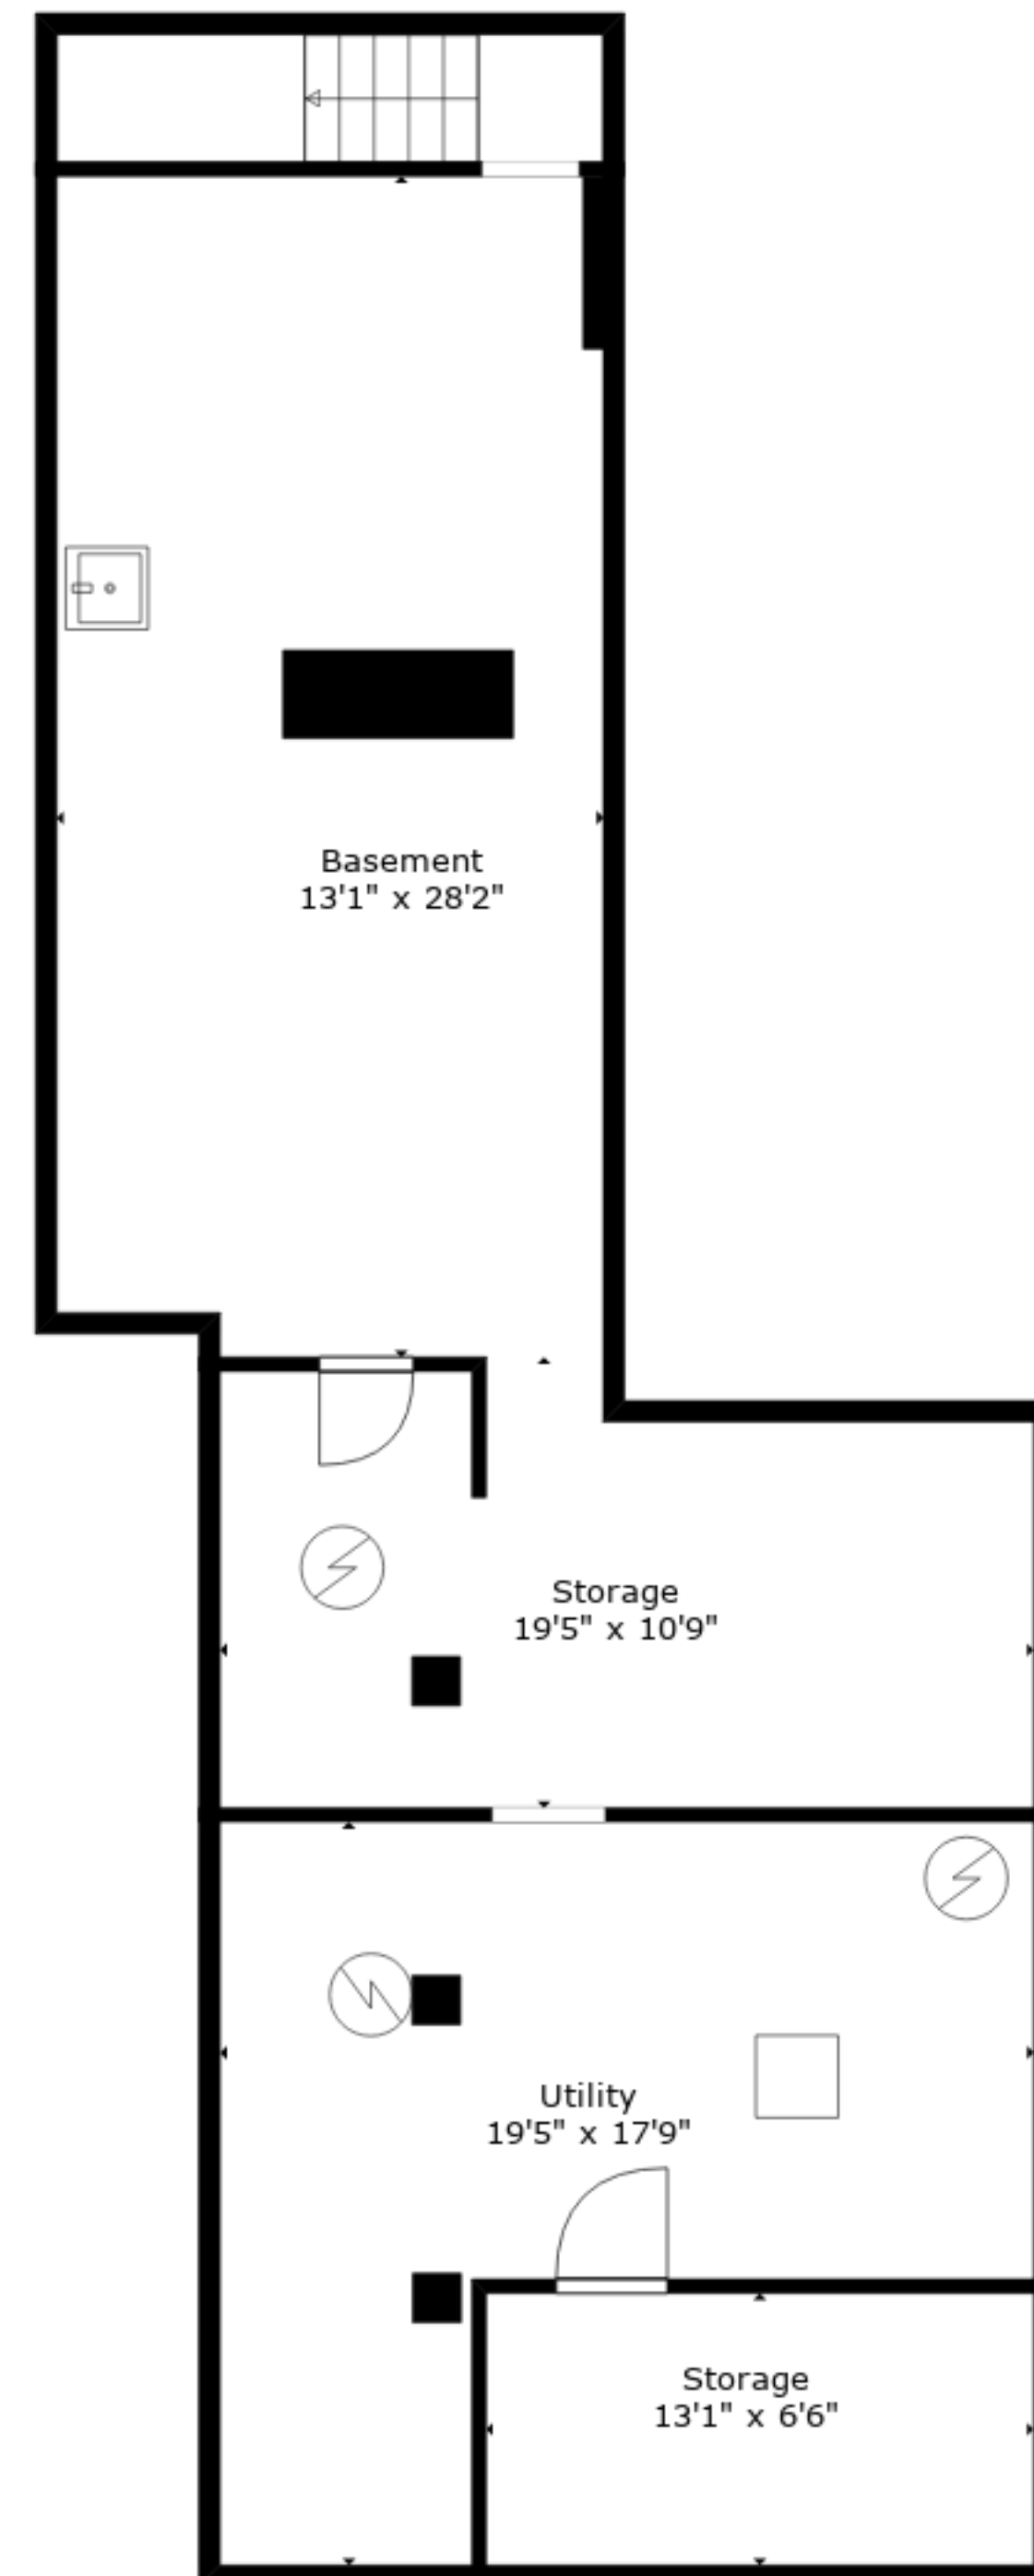 Basement
13'1" x 28'2"
Storage
19'5" x 10'9"
Utility
19'5" x 17'9"
Storage
13'1" x 6'6"